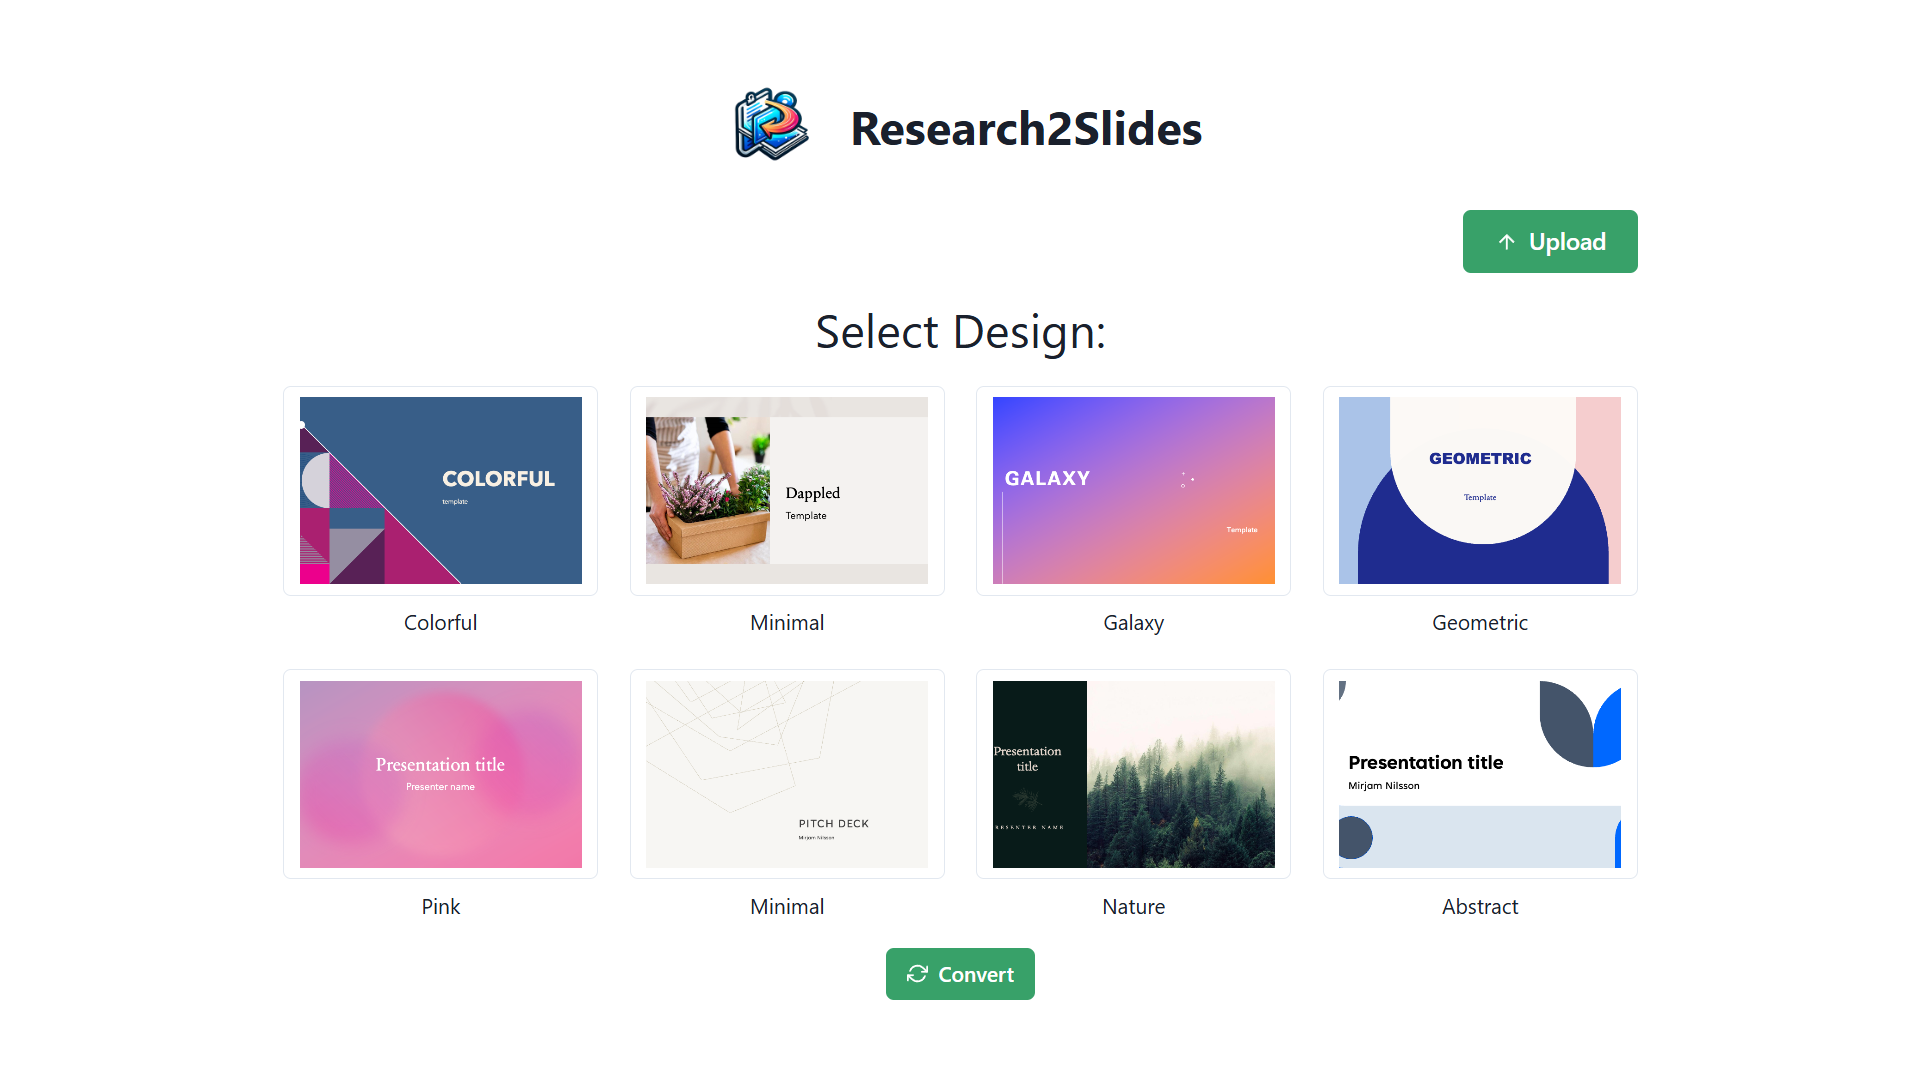 Research2Slides
Upload
Select Design:
COLORFUL
template
Dappled
Template
GALAXY
Template
GEOMETRIC
Template
Colorful
Minimal
Galaxy
Geometric
Presentation title
Presenter name
PITCH DECK
Mirjam Nilsson
Presentation
title
RESENTER NAME
Presentation title
Mirjam Nilsson
Pink
Minimal
Nature
Abstract
Convert